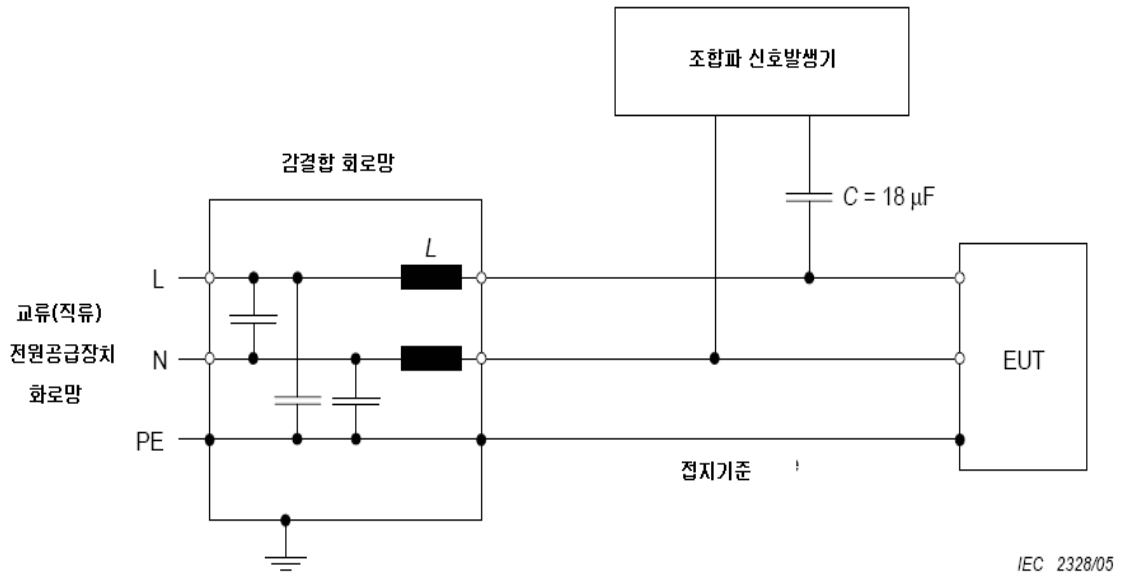 조합파 신호발생기
감결합 회로망
C = 18 μF
L
L
교류(직류)
전원공급장치
화로망
N
EUT
PE
접지기준
IEC 2328/05